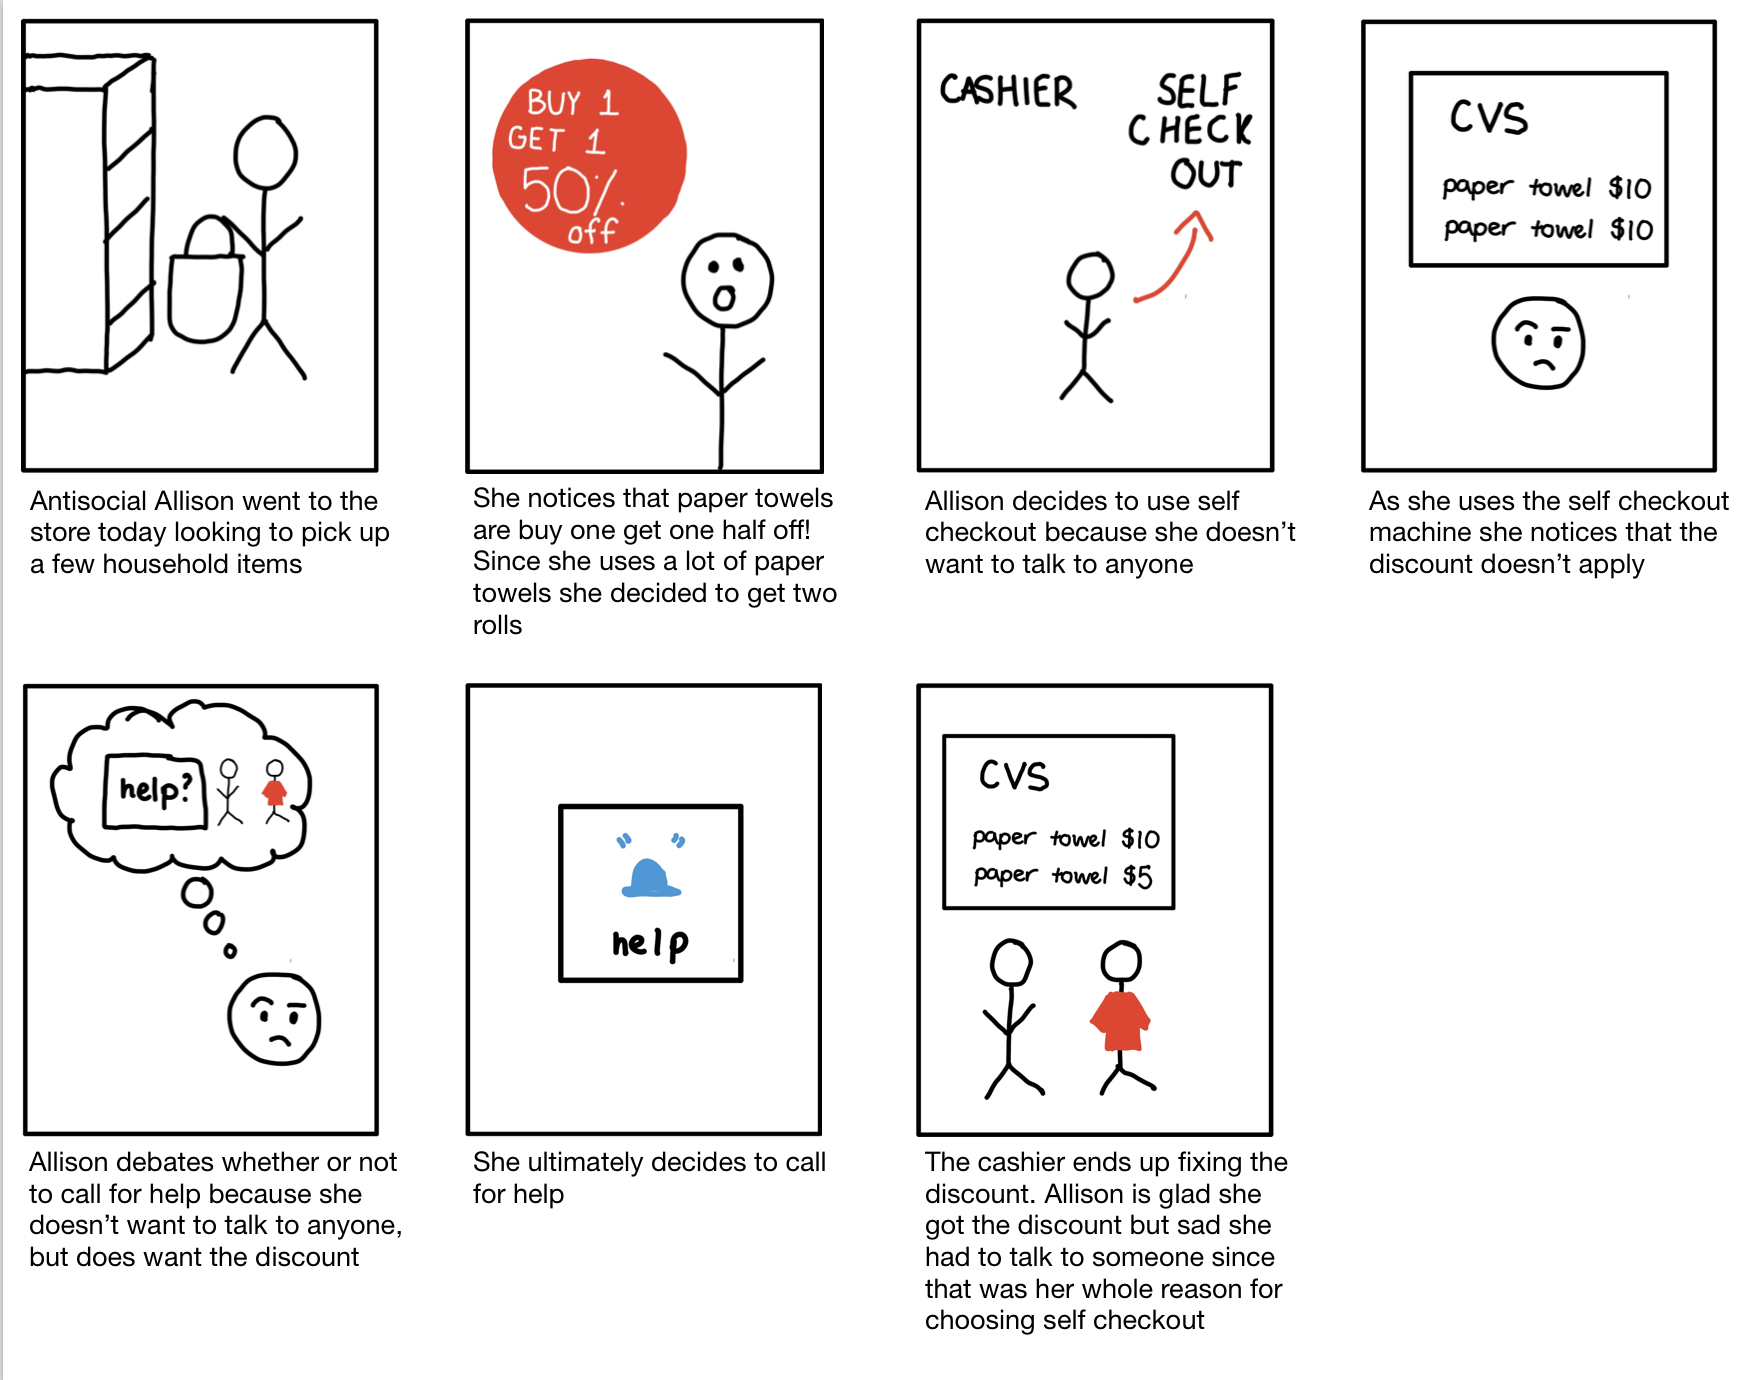 BUY 1
GET 1
50%
off
CASHIER
SELF
CHECK
OUT
CVS
paper towel $10
paper towel $10
Antisocial Allison went to the
store today looking to pick up
a few household items
She notices that paper towels
are buy one get one half off!
Since she uses a lot of paper
towels she decided to get two
rolls
Allison decides to use self
checkout because she doesn't
want to talk to anyone
As she uses the self checkout
machine she notices that the
discount doesn't apply
help?
help
CVS
paper towel $10
paper towel $5
Allison debates whether or not
to call for help because she
doesn't want to talk to anyone,
but does want the discount
She ultimately decides to call
for help
The cashier ends up fixing the
discount. Allison is glad she
got the discount but sad she
had to talk to someone since
that was her whole reason for
choosing self checkout